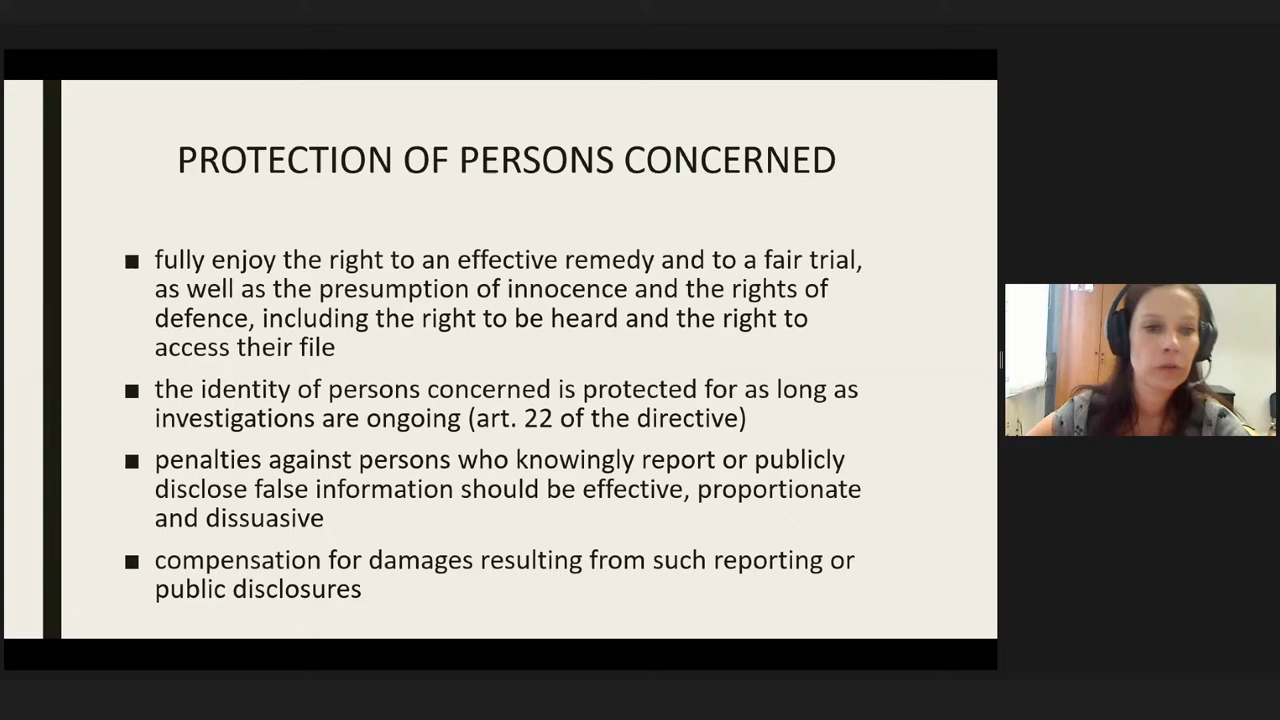 PROTECTION OF PERSONS CONCERNED
■ fully enjoy the right to an effective remedy and to a fair trial,
as well as the presumption of innocence and the rights of
defence, including the right to be heard and the right to
access their file
■ the identity of persons concerned is protected for as long as
investigations are ongoing (art. 22 of the directive)
■ penalties against persons who knowingly report or publicly
disclose false information should be effective, proportionate
and dissuasive
■ compensation for damages resulting from such reporting or
public disclosures